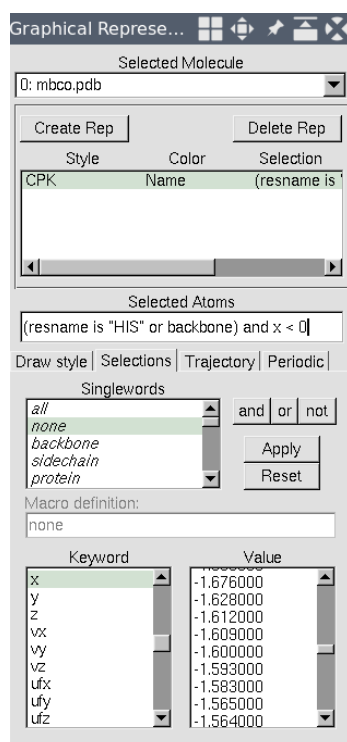 Graphical Represe...
Selected Molecule
0: mbco.pdb
Create Rep
Delete Rep
Style Color Selection
CPK Name (resname is '
Selected Atoms
(resname is "HIS" or backbone) and x < 0
Draw style Selections Trajectory Periodic
Singlewords
all
none
backbone
sidechain
protein
and or not
Apply
Reset
Macro definition:
none
Keyword
x
y
z
vx
vy
vz
ufx
ufy
ufz
Value
-1.676000
-1.628000
-1.612000
-1.609000
-1.600000
-1.593000
-1.583000
-1.565000
-1.564000